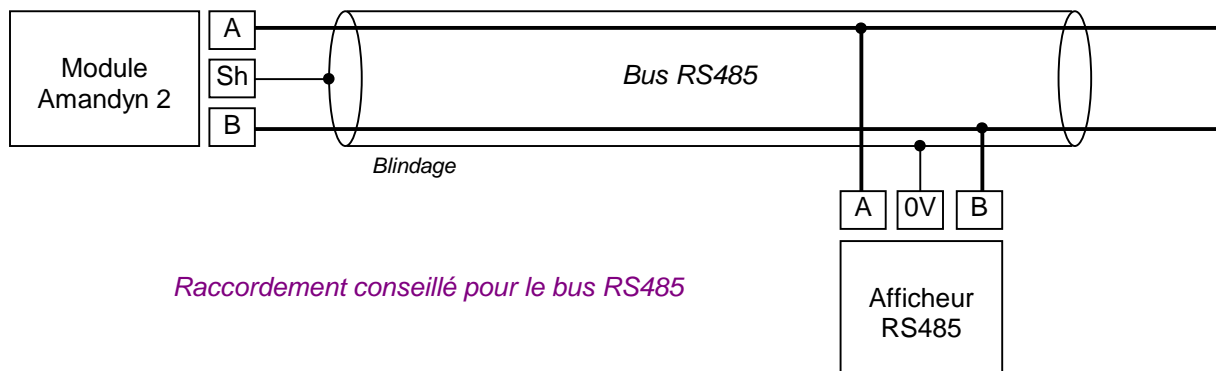 Module
Amandyn 2
A
Sh
B
Bus RS485
Blindage
A 0V B
Raccordement conseillé pour le bus RS485
Afficheur
RS485